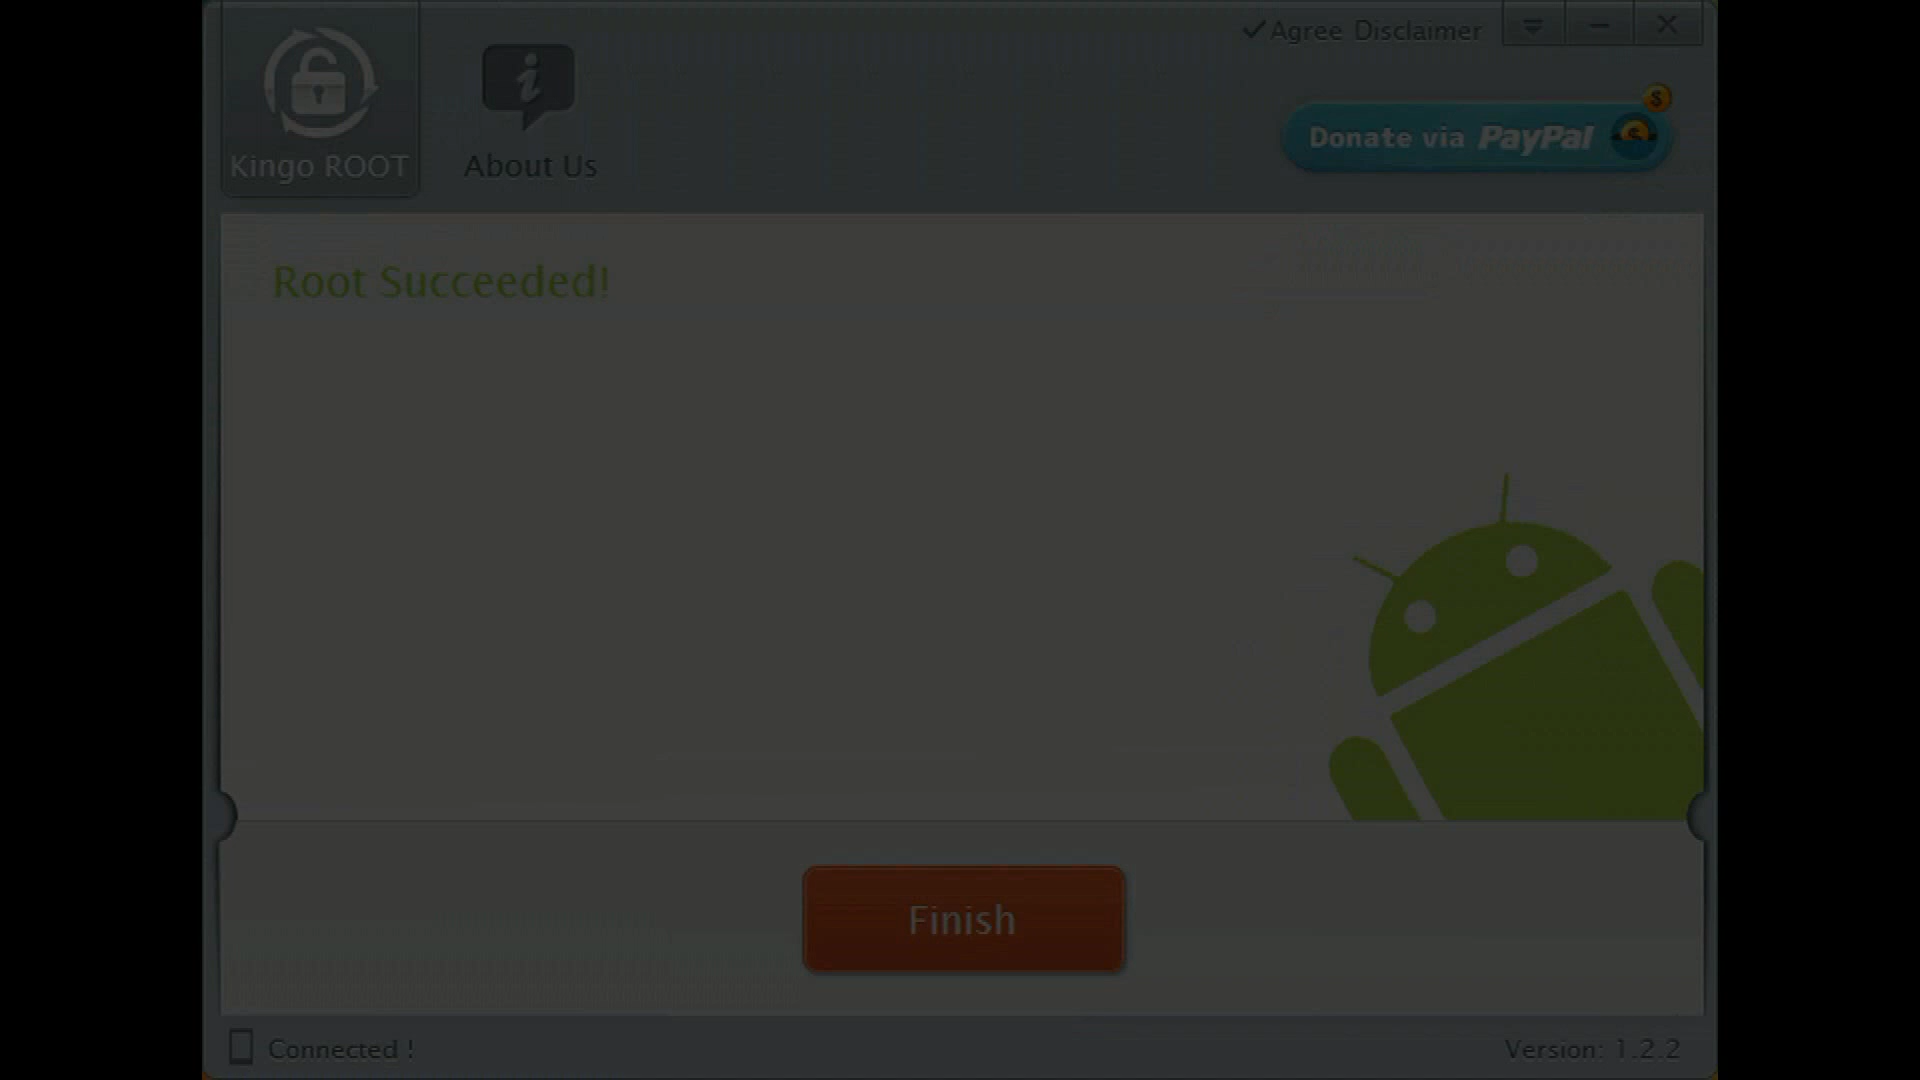 Agree Disclaimer
Kingo ROOT
About Us
Donate via PayPal
Root Succeeded!
Finish
Connected !
Version: 1.2.2